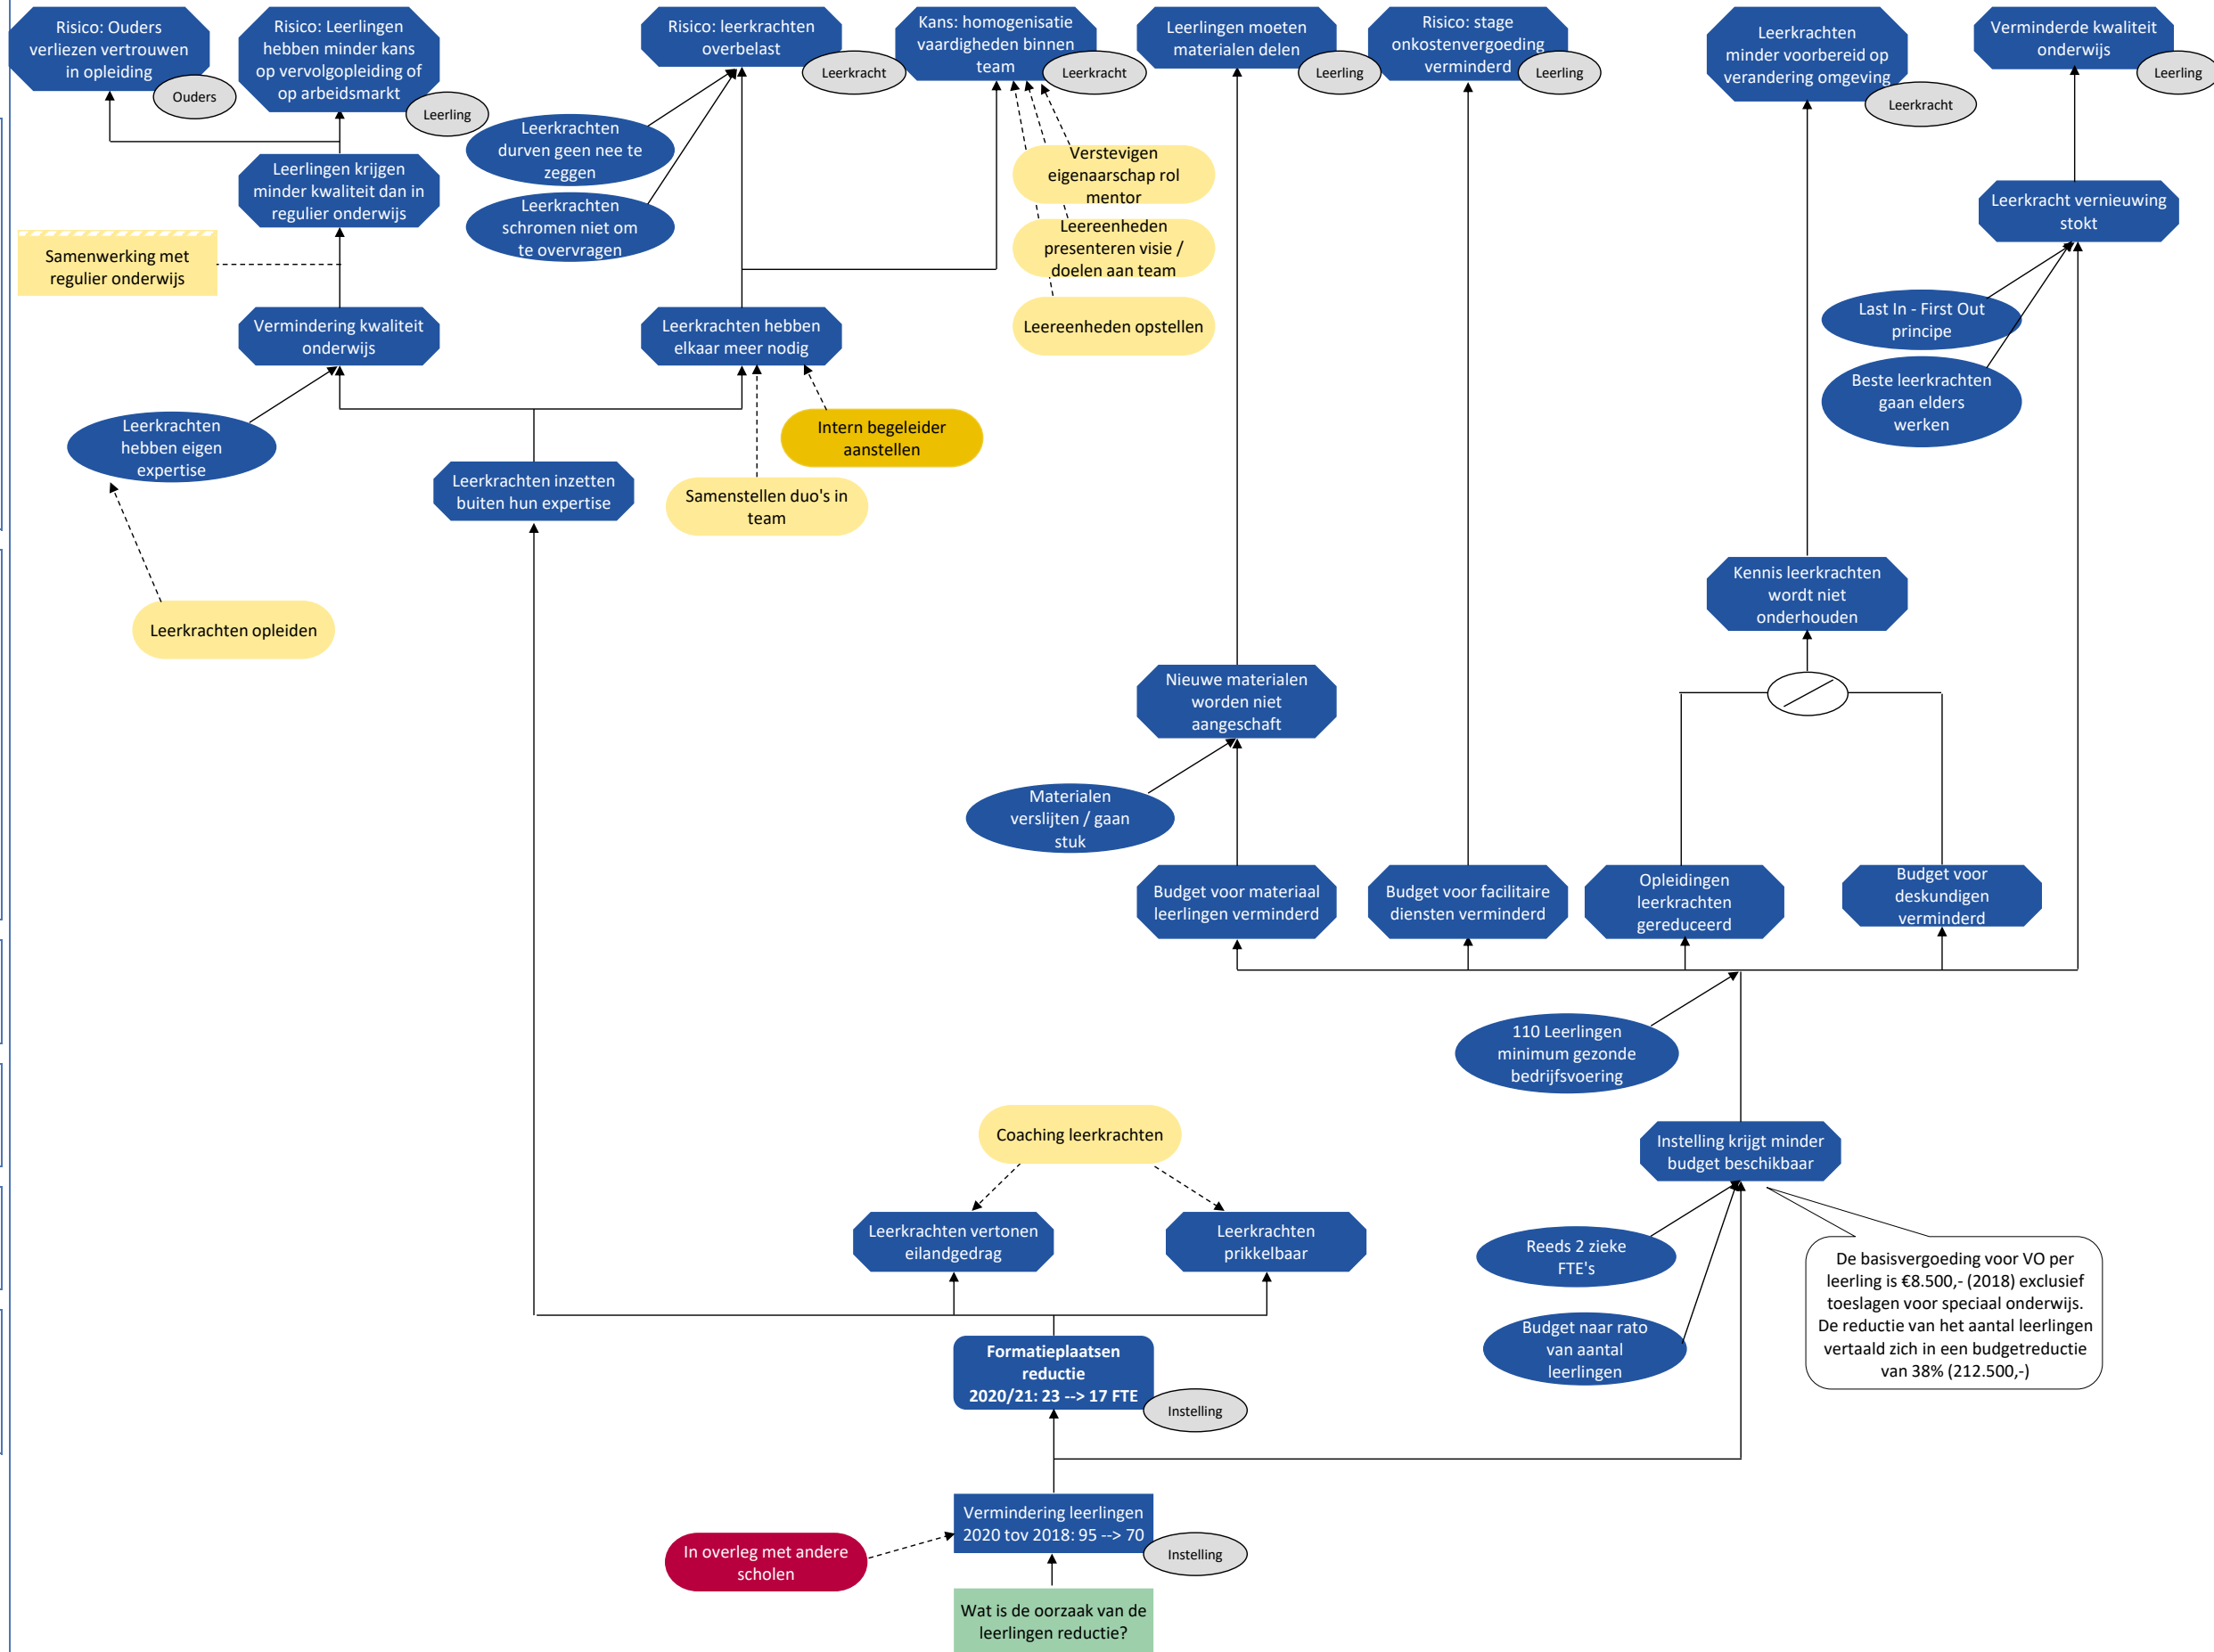 Risico: Ouders
verliezen vertrouwen
in opleiding
Ouders
Risico: Leerlingen
hebben minder kans
op vervolgopleiding of
op arbeidsmarkt
Leerling
Risico: leerkrachten
overbelast
Leerkracht
Kans: homogenisatie
vaardigheden binnen
team
Leerkracht
Leerlingen moeten
materialen delen
Leerling
Risico: stage
onkostenvergoeding
verminderd
Leerling
Leerkrachten
minder voorbereid op
verandering omgeving
Leerkracht
Verminderde kwaliteit
onderwijs
Leerling
Leerkrachten
durven geen nee te
zeggen
Leerkrachten
schromen niet om
te overvragen
Verstevigen
eigenaarschap rol
mentor
Leereenheden
presenteren visie /
doelen aan team
Leereenheden opstellen
Leerlingen krijgen
minder kwaliteit dan in
regulier onderwijs
Leerkracht vernieuwing
stokt
Samenwerking met
regulier onderwijs
Vermindering kwaliteit
onderwijs
Leerkrachten hebben
elkaar meer nodig
Last In - First Out
principe
Beste leerkrachten
gaan elders
werken
Leerkrachten
hebben eigen
expertise
Intern begeleider
aanstellen
Leerkrachten inzetten
buiten hun expertise
Samenstellen duo's in
team
Leerkrachten opleiden
Kennis leerkrachten
wordt niet
onderhouden
Nieuwe materialen
worden niet
aangeschaft
Materialen
verslijten / gaan
stuk
Budget voor materiaal
leerlingen verminderd
Budget voor facilitaire
diensten verminderd
Opleidingen
leerkrachten
gereduceerd
Budget voor
deskundigen
verminderd
110 Leerlingen
minimum gezonde
bedrijfsvoering
Coaching leerkrachten
Instelling krijgt minder
budget beschikbaar
Leerkrachten vertonen
eilandgedrag
Leerkrachten
prikkelbaar
Reeds 2 zieke
FTE's
Budget naar rato
van aantal
leerlingen
De basisvergoeding voor VO per
leerling is €8.500,- (2018) exclusief
toeslagen voor speciaal onderwijs.
De reductie van het aantal leerlingen
vertaald zich in een budgetreductie
van 38% (212.500,-)
Formatieplaatsen
reductie
2020/21: 23 --> 17 FTE
Instelling
Vermindering leerlingen
2020 tov 2018: 95 --> 70
Instelling
In overleg met andere
scholen
Wat is de oorzaak van de
leerlingen reductie?